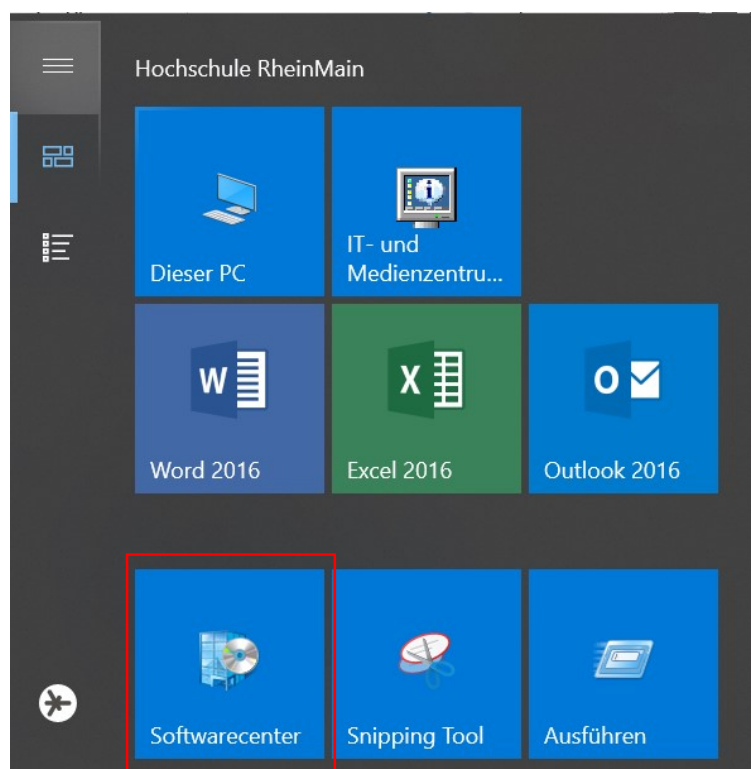 Hochschule RheinMain
Dieser PC
IT- und
Medienzentru...
W
Word 2016
X
Excel 2016
O
Outlook 2016
Softwarecenter
Snipping Tool
Ausführen